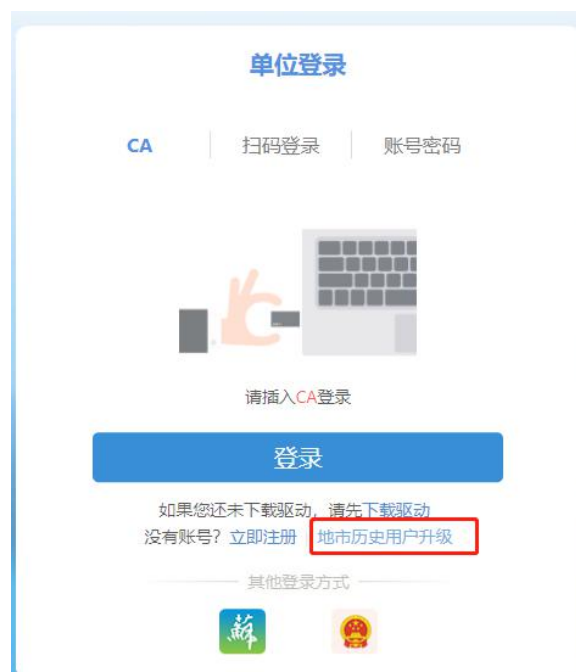 单位登录
CA 扫码登录 账号密码
请插入CA登录
登录
如果您还未下载驱动，请先下载驱动
没有账号？立即注册 地市历史用户升级
其他登录方式
蘇